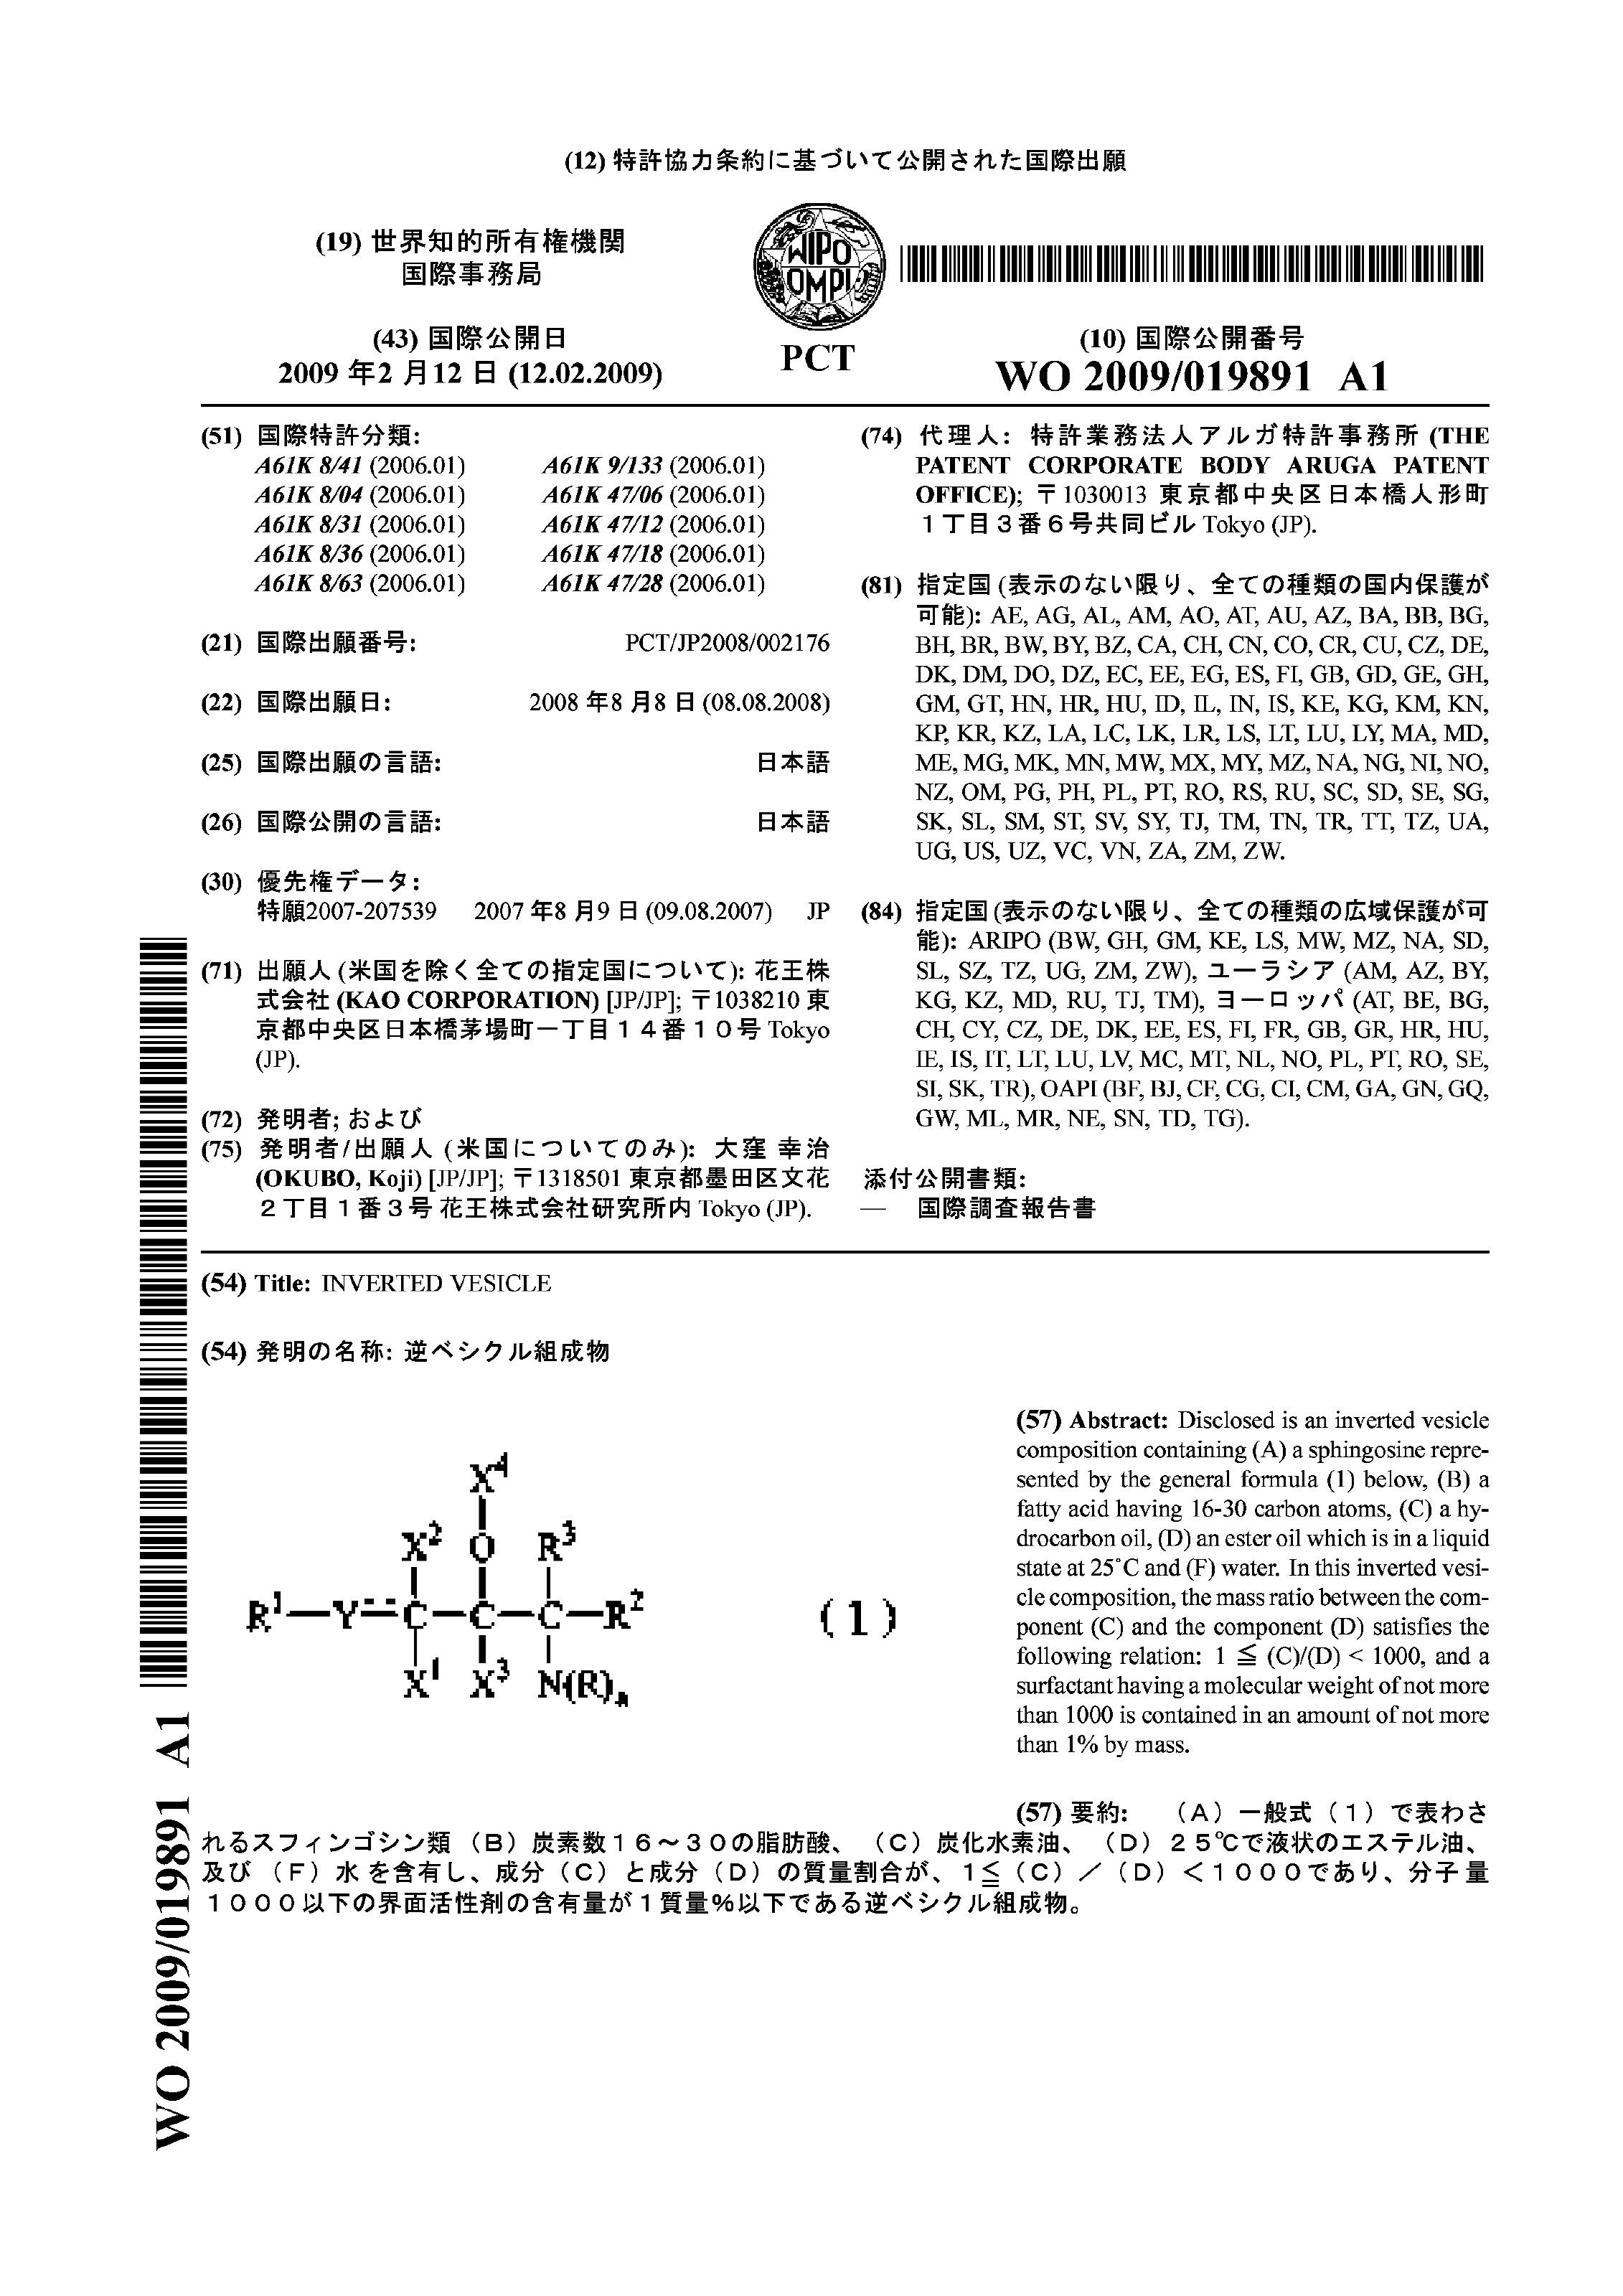 (12) 特許協力条約に基づいて公開された国際出願
(19) 世界知的所有権機関
国際事務局
WIPO
OMPI
(43) 国際公開日
2009 年2 月12 日 (12.02.2009)
PCT
(10) 国際公開番号
WO 2009/019891 A1
(51) 国際特許分類:
A61K 8/41 (2006.01) A61K 9/133 (2006.01)
A61K 8/04 (2006.01) A61K 47/06 (2006.01)
A61K 8/31 (2006.01) A61K 47/12 (2006.01)
A61K 8/36 (2006.01) A61K 47/18 (2006.01)
A61K 8/63 (2006.01) A61K 47/28 (2006.01)
(21) 国際出願番号: PCT/JP2008/002176
(22) 国際出願日: 2008 年8 月8 日 (08.08.2008)
(25) 国際出願の言語: 日本語
(26) 国際公開の言語: 日本語
(30) 優先権データ:
特願2007-207539 2007 年8 月9 日 (09.08.2007) JP
(71) 出願人 (米国を除く全ての指定国について): 花王株
式会社 (KAO CORPORATION) [JP/JP]; 〒1038210 東
京都中央区日本橋茅場町一丁目14番10号 Tokyo
(JP).
(72) 発明者; および
(75) 発明者/出願人 (米国についてのみ): 大窪 幸治
(OKUBO, Koji) [JP/JP]; 〒1318501 東京都墨田区文花
2丁目1番3号 花王株式会社研究所内 Tokyo (JP).
(74) 代理人: 特許業務法人アルガ特許事務所 (THE
PATENT CORPORATE BODY ARUGA PATENT
OFFICE); 〒1030013 東京都中央区日本橋人形町
1丁目3番6号共同ビル Tokyo (JP).
(81) 指定国 (表示のない限り、全ての種類の国内保護が
可能): AE, AG, AL, AM, AO, AT, AU, AZ, BA, BB, BG,
BH, BR, BW, BY, BZ, CA, CH, CN, CO, CR, CU, CZ, DE,
DK, DM, DO, DZ, EC, EE, EG, ES, FI, GB, GD, GE, GH,
GM, GT, HN, HR, HU, ID, IL, IN, IS, KE, KG, KM, KN,
KP, KR, KZ, LA, LC, LK, LR, LS, LT, LU, LY, MA, MD,
ME, MG, MK, MN, MW, MX, MY, MZ, NA, NG, NI, NO,
NZ, OM, PG, PH, PL, PT, RO, RS, RU, SC, SD, SE, SG,
SK, SL, SM, ST, SV, SY, TJ, TM, TN, TR, TT, TZ, UA,
UG, US, UZ, VC, VN, ZA, ZM, ZW.
(84) 指定国 (表示のない限り、全ての種類の広域保護が可
能): ARIPO (BW, GH, GM, KE, LS, MW, MZ, NA, SD,
SL, SZ, TZ, UG, ZM, ZW), ユーラシア (AM, AZ, BY,
KG, KZ, MD, RU, TJ, TM), ヨーロッパ (AT, BE, BG,
CH, CY, CZ, DE, DK, EE, ES, FI, FR, GB, GR, HR, HU,
IE, IS, IT, LT, LU, LV, MC, MT, NL, NO, PL, PT, RO, SE,
SI, SK, TR), OAPI (BF, BJ, CF, CG, CI, CM, GA, GN, GQ,
GW, ML, MR, NE, SN, TD, TG).
添付公開書類:
— 国際調査報告書
(54) Title: INVERTED VESICLE
(54) 発明の名称: 逆ベシクル組成物
X⁴
X² O R³
R¹—Y—C—C—C—R² (1)
X¹ X³ N(R)ₐ
(57) Abstract: Disclosed is an inverted vesicle
composition containing (A) a sphingosine repre-
sented by the general formula (1) below, (B) a
fatty acid having 16-30 carbon atoms, (C) a hy-
drocarbon oil, (D) an ester oil which is in a liquid
state at 25°C and (F) water. In this inverted vesi-
cle composition, the mass ratio between the com-
ponent (C) and the component (D) satisfies the
following relation: 1 ≦ (C)/(D) < 1000, and a
surfactant having a molecular weight of not more
than 1000 is contained in an amount of not more
than 1% by mass.
(57) 要約: (A) 一般式 (1) で表わさ
れるスフィンゴシン類 (B) 炭素数16～30の脂肪酸、 (C) 炭化水素油、 (D) 25℃で液状のエステル油、
及び (F) 水 を含有し、成分 (C) と成分 (D) の質量割合が、1≦ (C) / (D) <1000であり、分子量
1000以下の界面活性剤の含有量が1質量%以下である逆ベシクル組成物。
WO 2009/019891 A1